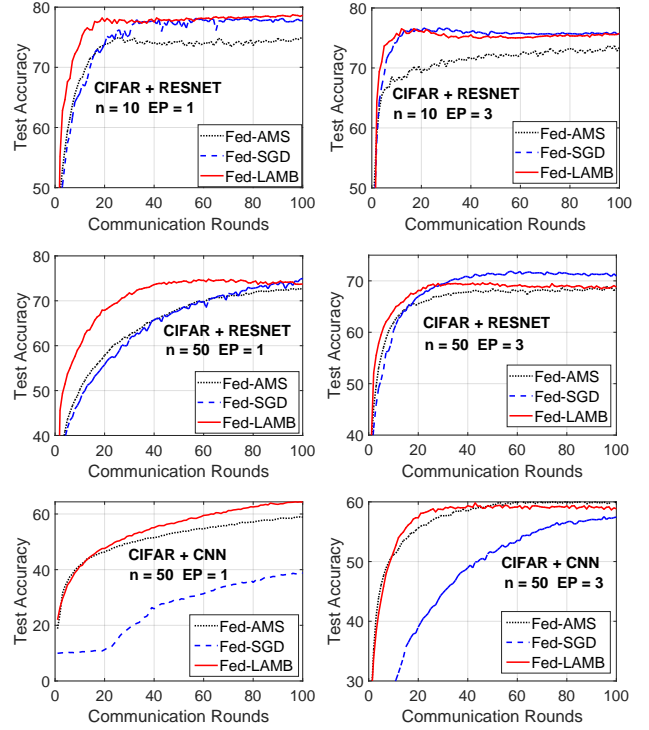 80
70
60
50
0 20 40 60 80 100
Test Accuracy
Communication Rounds
CIFAR + RESNET
n = 10 EP = 1
Fed-AMS
Fed-SGD
Fed-LAMB
80
70
60
50
0 20 40 60 80 100
Test Accuracy
Communication Rounds
CIFAR + RESNET
n = 10 EP = 3
Fed-AMS
Fed-SGD
Fed-LAMB
80
70
60
50
40
0 20 40 60 80 100
Test Accuracy
Communication Rounds
CIFAR + RESNET
n = 50 EP = 1
Fed-AMS
Fed-SGD
Fed-LAMB
70
60
50
40
0 20 40 60 80 100
Test Accuracy
Communication Rounds
CIFAR + RESNET
n = 50 EP = 3
Fed-AMS
Fed-SGD
Fed-LAMB
60
40
20
0
0 20 40 60 80 100
Test Accuracy
Communication Rounds
CIFAR + CNN
n = 50 EP = 1
Fed-AMS
Fed-SGD
Fed-LAMB
60
50
40
30
0 20 40 60 80 100
Test Accuracy
Communication Rounds
CIFAR + CNN
n = 50 EP = 3
Fed-AMS
Fed-SGD
Fed-LAMB